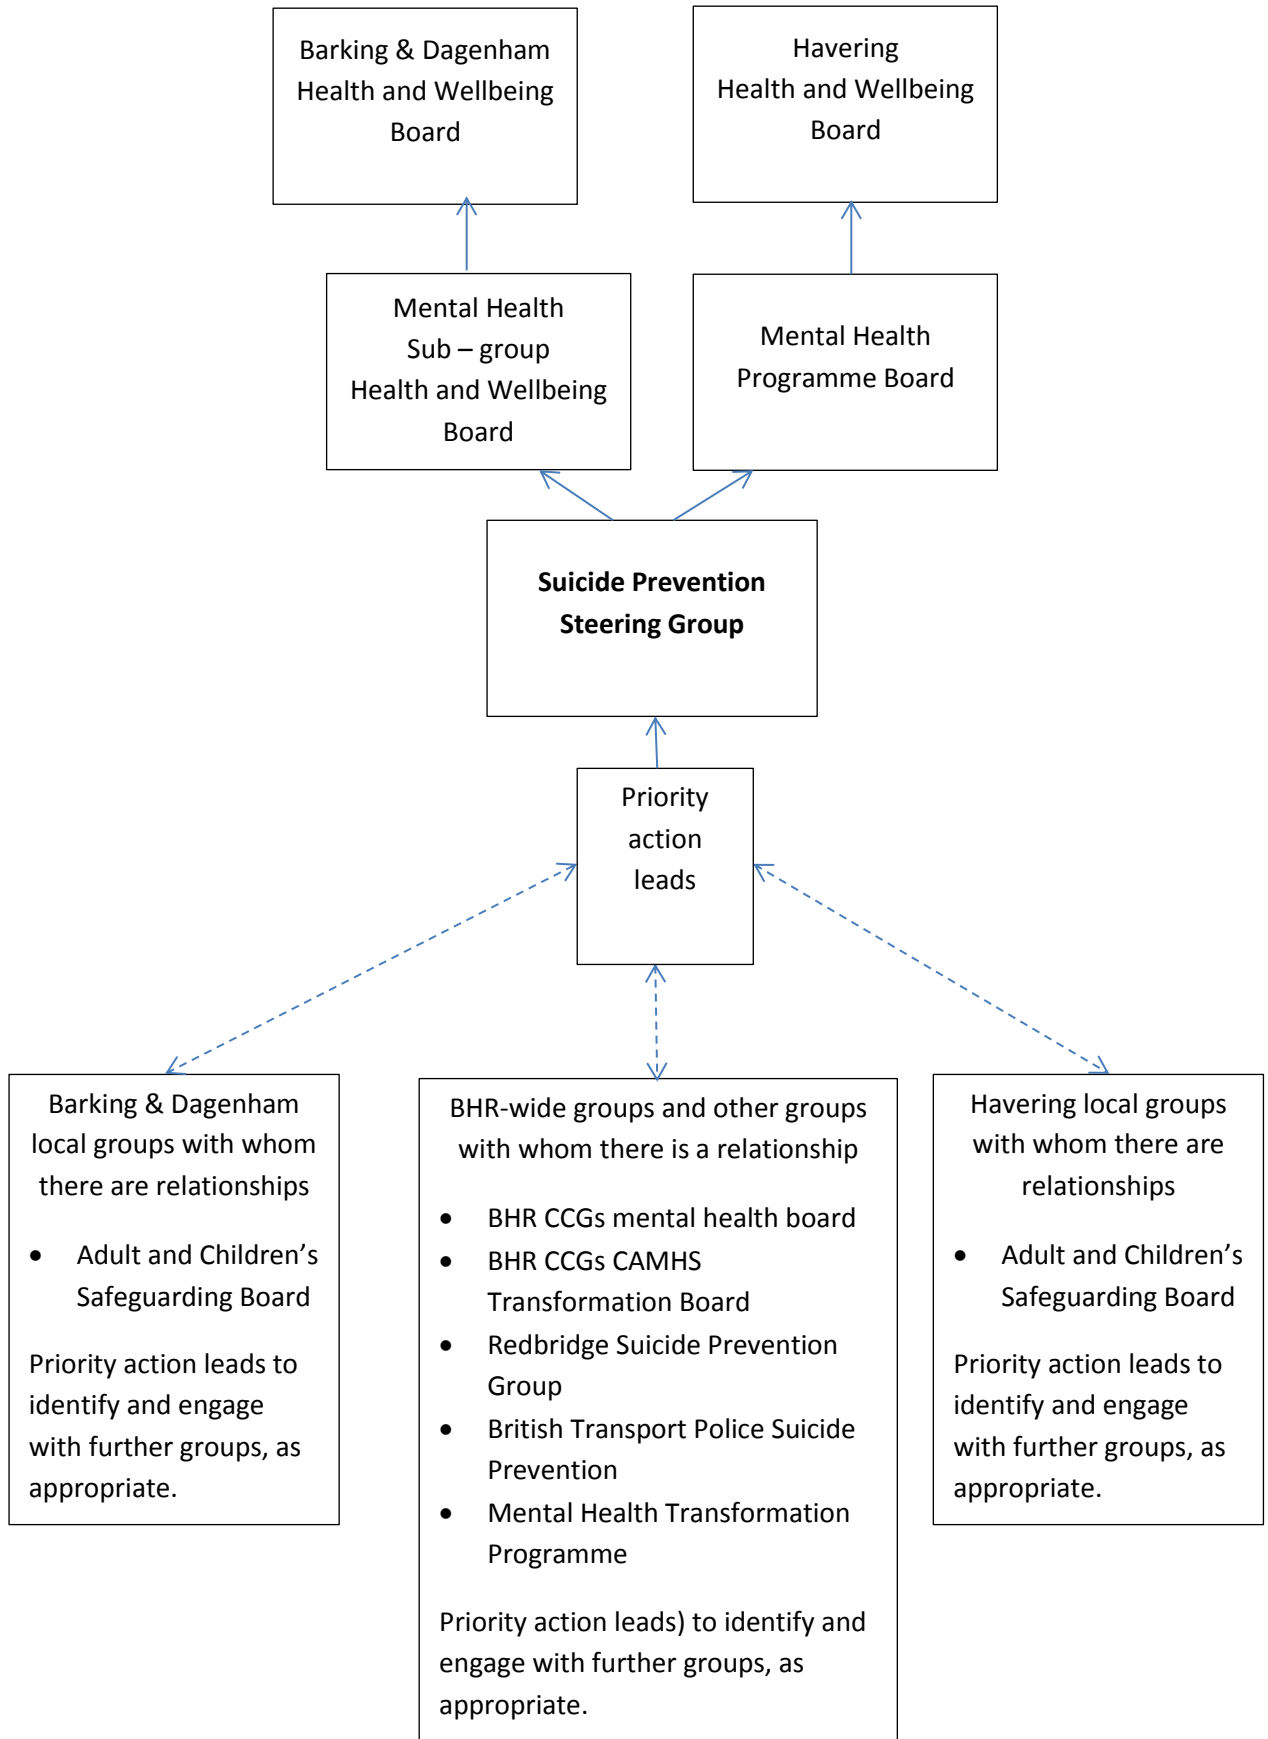 Barking & Dagenham
Health and Wellbeing
Board
Havering
Health and Wellbeing
Board
Mental Health
Sub – group
Health and Wellbeing
Board
Mental Health
Programme Board
Suicide Prevention
Steering Group
Priority
action
leads
Barking & Dagenham
local groups with whom
there are relationships
• Adult and Children’s
Safeguarding Board
Priority action leads to
identify and engage
with further groups, as
appropriate.
BHR-wide groups and other groups
with whom there is a relationship
• BHR CCGs mental health board
• BHR CCGs CAMHS
Transformation Board
• Redbridge Suicide Prevention
Group
• British Transport Police Suicide
Prevention
• Mental Health Transformation
Programme
Priority action leads) to identify and
engage with further groups, as
appropriate.
Havering local groups
with whom there are
relationships
• Adult and Children’s
Safeguarding Board
Priority action leads to
identify and engage
with further groups, as
appropriate.